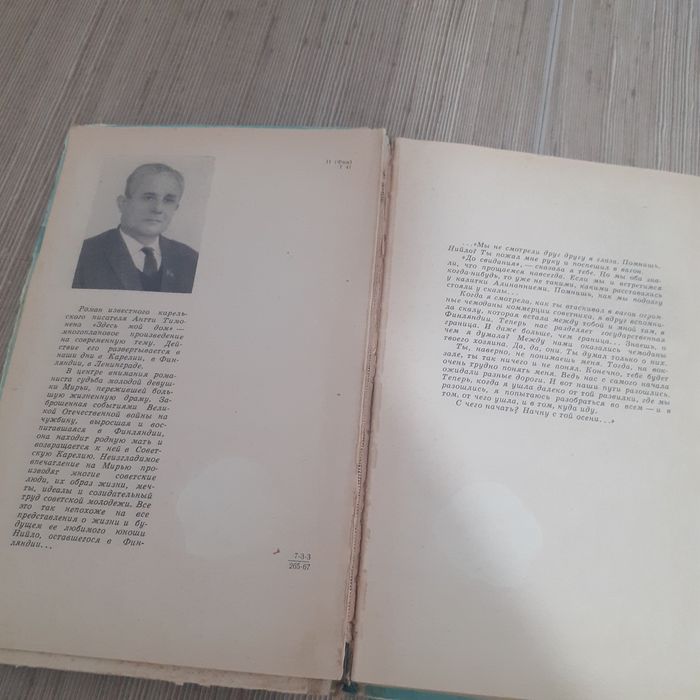 И (Фин)
Т 41
Роман известного карель-
ского писателя Антти Тимо-
нена «Здесь мой дом» —
многоплановое произведение
на современную тему. Дей-
ствие его развертывается в
наши дни в Карелии, в Фин-
ляндии, в Ленинграде.
В центре внимания рома-
ниста судьба молодой девуш-
ки Мирьи, пережившей боль-
шую жизненную драму. За-
брошенная событиями Вели-
кой Отечественной войны на
чужбину, выросшая и вос-
питавшаяся в Финляндии,
она находит родную мать и
возвращается к ней в Совет-
скую Карелию. Неизгладимое
впечатление на Мирью про-
изводят многие советские
люди, их образ жизни, меч-
ты, идеалы и созидательный
труд советской молодежи. Все
это так непохоже на все
представления о жизни и бу-
дущем ее любимого юноши
Нийло, оставшегося в Фин-
ляндии...
7-3-3
265-67
...«Мы не смотрели друг другу в глаза. Помнишь,
Нийло? Ты пожал мне руку и поспешил в вагон.
«До свидания», — сказала я тебе. Но мы оба зна-
ли, что прощаемся навсегда. Если мы и встретимся
когда-нибудь, то уже не такими, какими расставались
у калитки Алинанниеми. Помнишь, как мы подолгу
стояли у скалы...
Когда я смотрела, как ты втаскивал в вагон огром-
ные чемоданы коммерции советника, я вдруг вспомни-
ла скалу, которая встала между тобой и мной там, в
Финляндии. Теперь нас разделяет государственная
граница. И даже больше, чем граница... Знаешь, о
чем я думала? Между нами оказались чемоданы
твоего хозяина. Да, да, они. Ты думал только о них.
Ты, наверно, не понимаешь меня. Тогда, на вок-
зале, ты так ничего и не понял. Конечно, тебе будет
очень трудно понять меня. Ведь нас с самого начала
ожидали разные дороги. И вот наши пути разошлись.
Теперь, когда я ушла далеко от той развилки, где мы
разошлись, я попытаюсь разобраться во всем — и в
том, от чего ушла, и в том, куда иду.
С чего начать? Начну с той осени...»